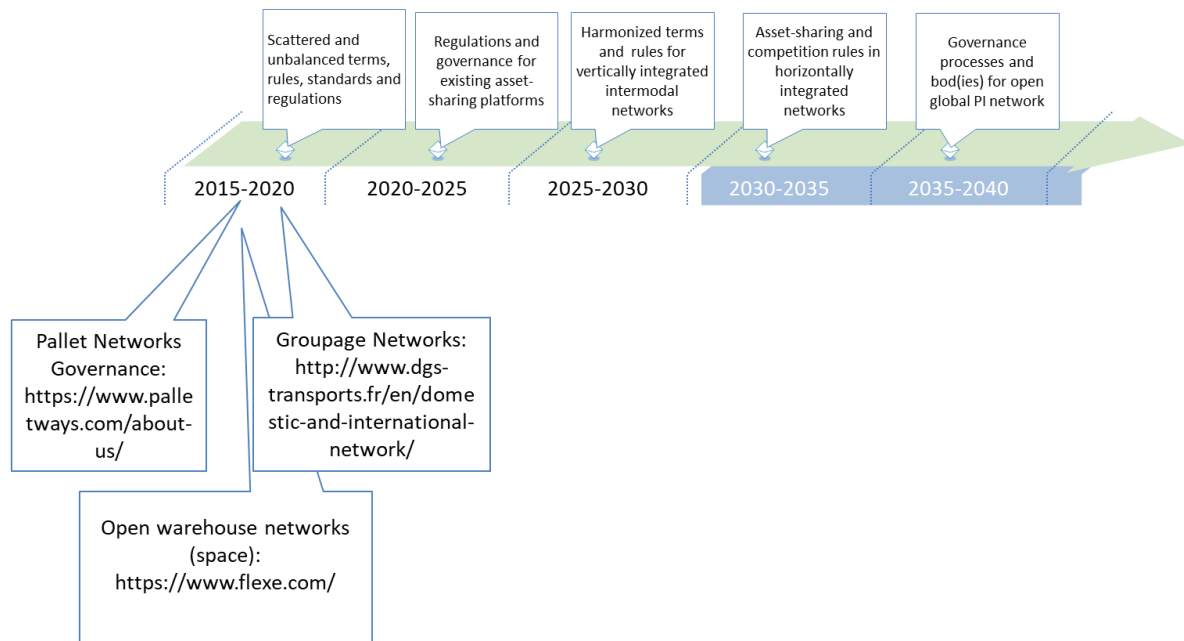 Scattered and
unbalanced terms,
rules, standards and
regulations
Regulations and
governance for
existing asset-
sharing platforms
Harmonized terms
and  rules for
vertically integrated
intermodal
networks
Asset-sharing and
competition rules in
horizontally
integrated
networks
Governance
processes and
bod(ies) for open
global PI network
2015-2020
2020-2025
2025-2030
2030-2035
2035-2040
Pallet Networks
Governance:
https://www.palle
tways.com/about-
us/
Groupage Networks:
http://www.dgs-
transports.fr/en/dome
stic-and-international-
network/
Open warehouse networks
(space):
https://www.flexe.com/